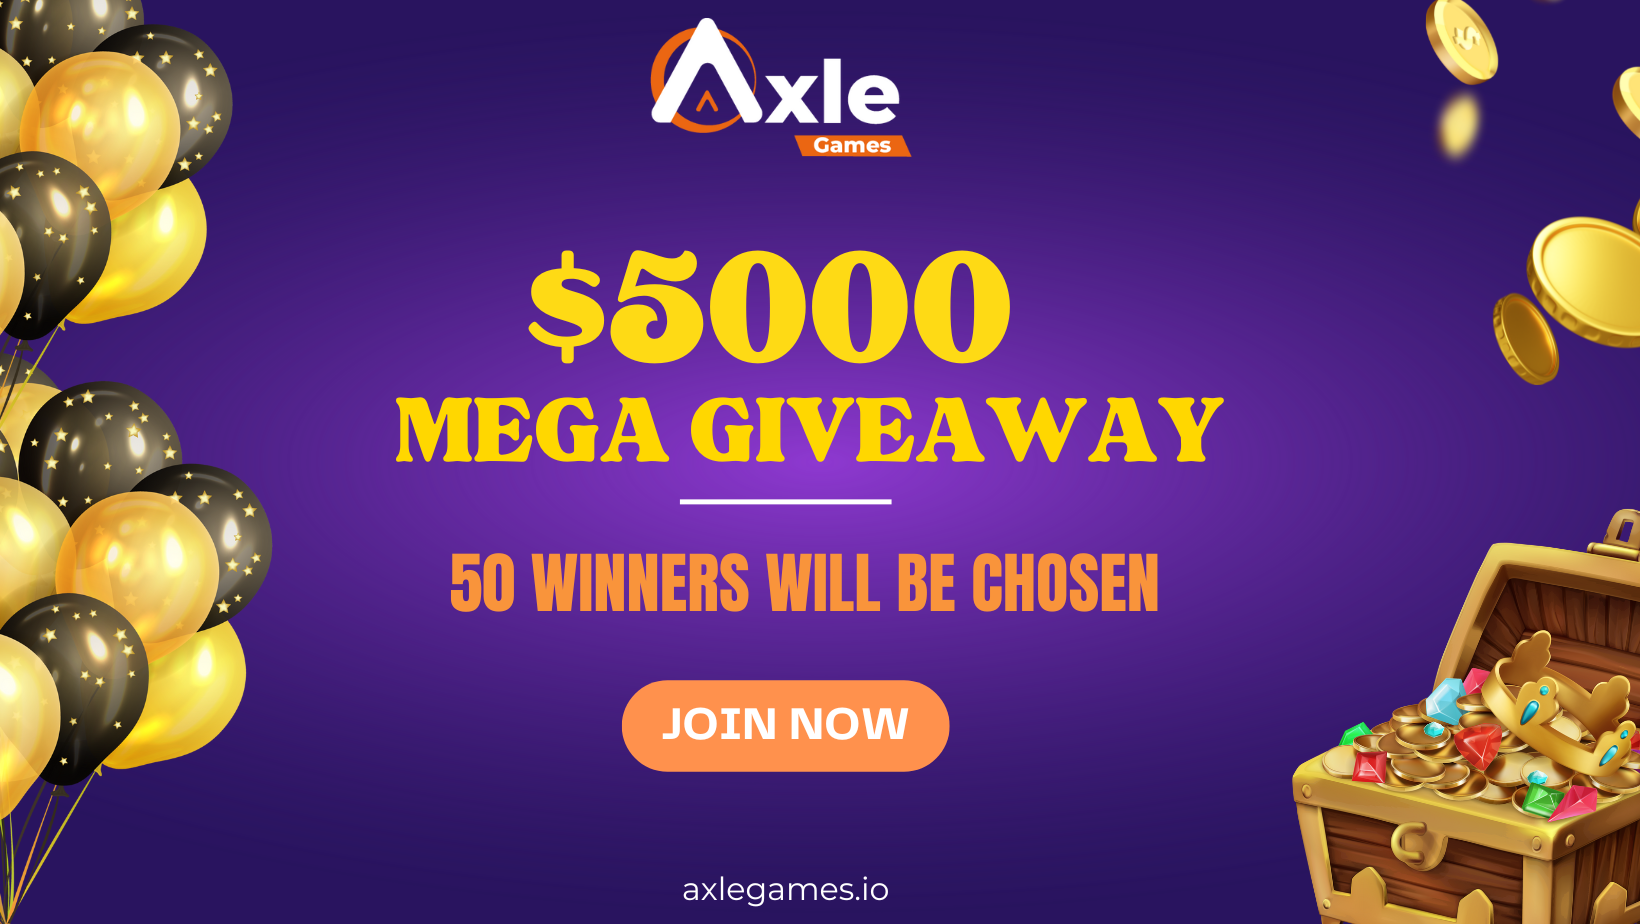 Axle
Games
$5000
MEGA GIVEAWAY
50 WINNERS WILL BE CHOSEN
JOIN NOW
axlegames.io